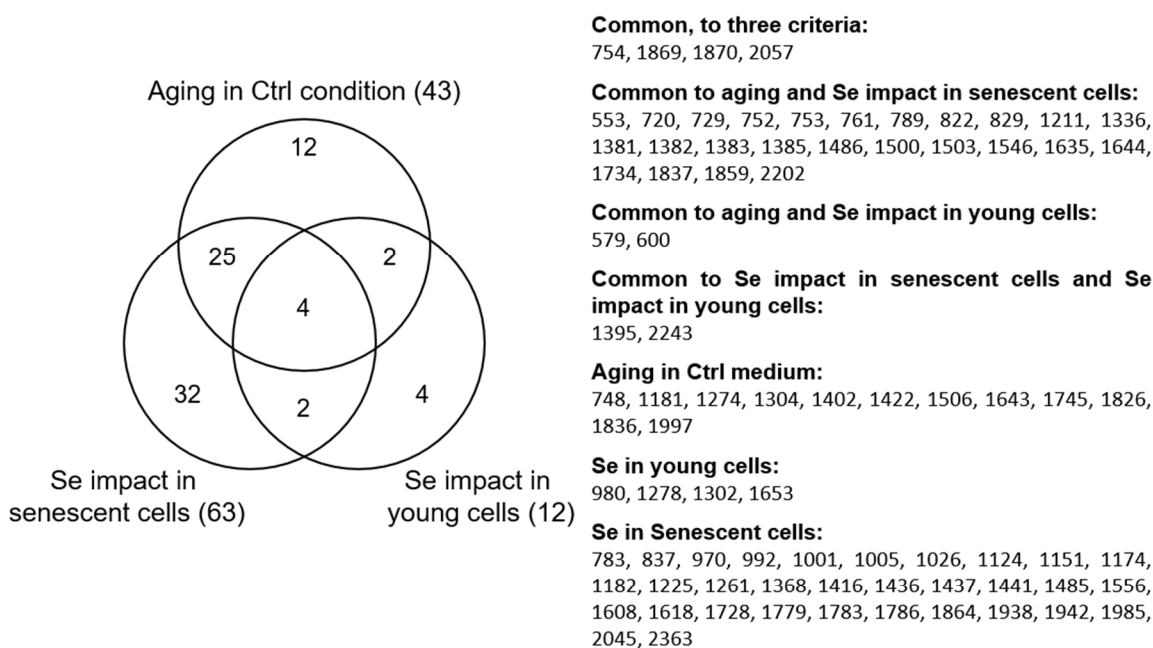 Aging in Ctrl condition (43)
12
25
2
4
32
2
4
Se impact in
senescent cells (63)
Se impact in
young cells (12)
Common, to three criteria:
754, 1869, 1870, 2057
Common to aging and Se impact in senescent cells:
553, 720, 729, 752, 753, 761, 789, 822, 829, 1211, 1336,
1381, 1382, 1383, 1385, 1486, 1500, 1503, 1546, 1635, 1644,
1734, 1837, 1859, 2202
Common to aging and Se impact in young cells:
579, 600
Common to Se impact in senescent cells and Se
impact in young cells:
1395, 2243
Aging in Ctrl medium:
748, 1181, 1274, 1304, 1402, 1422, 1506, 1643, 1745, 1826,
1836, 1997
Se in young cells:
980, 1278, 1302, 1653
Se in Senescent cells:
783, 837, 970, 992, 1001, 1005, 1026, 1124, 1151, 1174,
1182, 1225, 1261, 1368, 1416, 1436, 1437, 1441, 1485, 1556,
1608, 1618, 1728, 1779, 1783, 1786, 1864, 1938, 1942, 1985,
2045, 2363